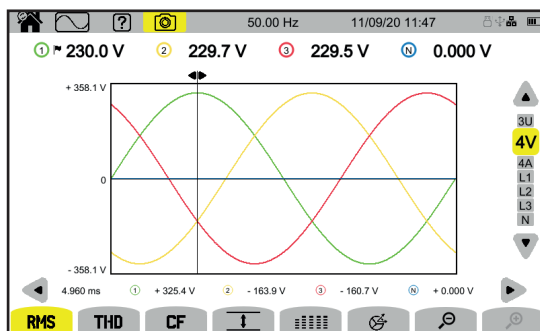 ? 50.00 Hz 11/09/20 11:47
1 230.0 V 2 229.7 V 3 229.5 V N 0.000 V
+ 358.1 V
0
- 358.1 V
3U
4V
4A
L1
L2
L3
N
4.960 ms 1 + 325.4 V 2 - 163.9 V 3 - 160.7 V N + 0.000 V
RMS THD CF